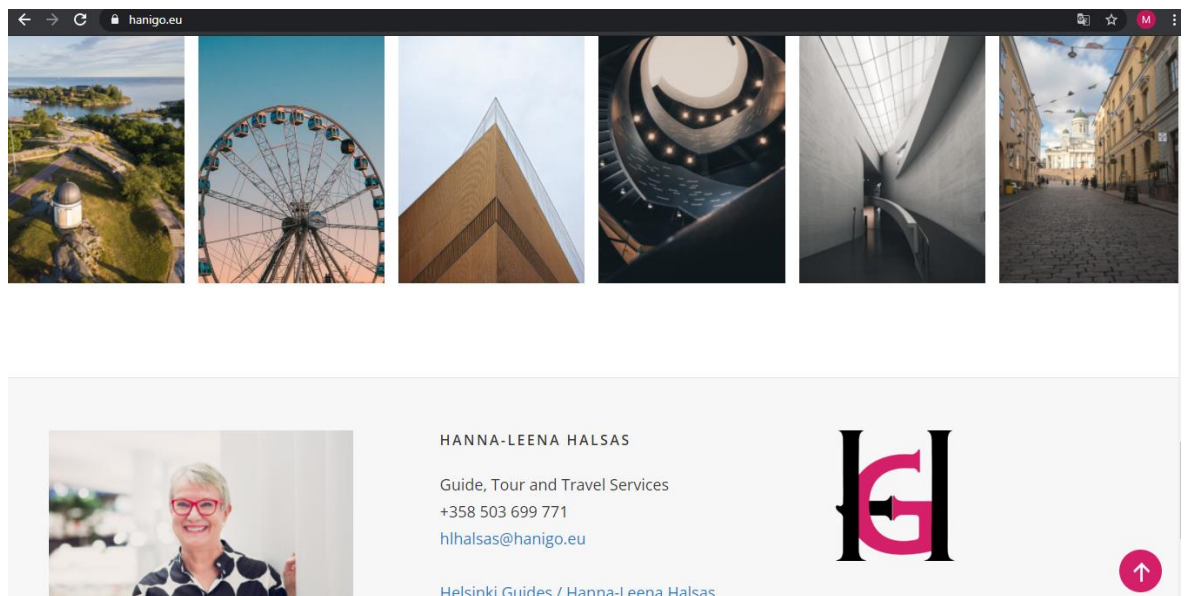 hanigo.eu
M
HANNA-LEENA HALSAS
Guide, Tour and Travel Services
+358 503 699 771
hlhalsas@hanigo.eu
Helsinki Guides / Hanna-Leena Halsas
HG